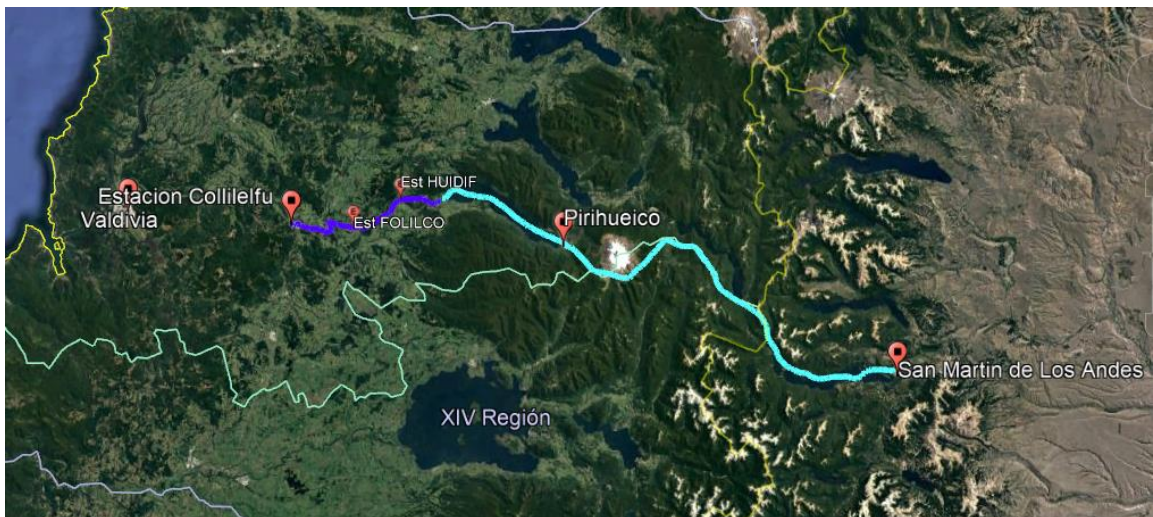 Estacion Collilelfu
Valdivia
Est HUIDIF
Est FOLILCO
Pirihueico
San Martin de Los Andes
XIV Región